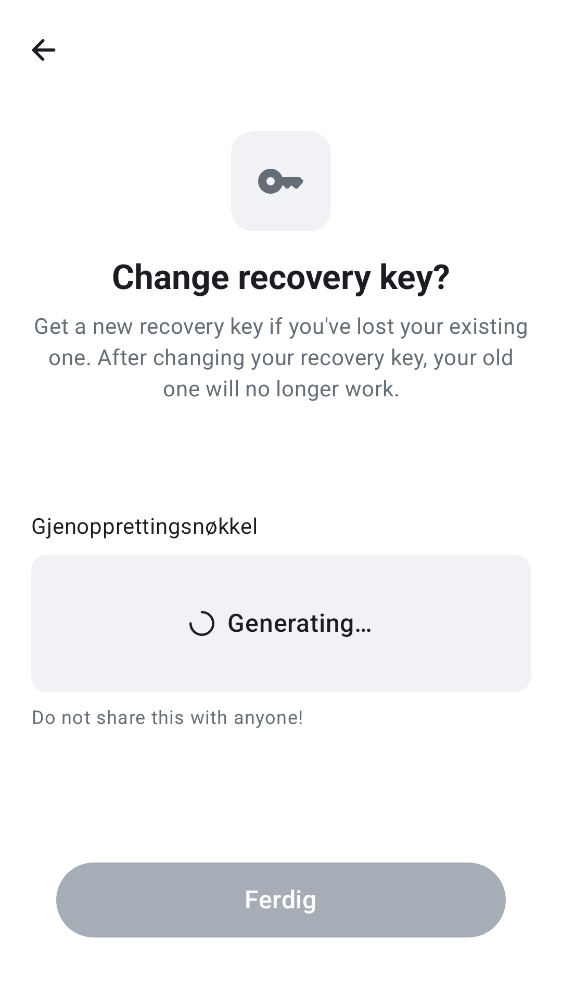 Change recovery key?
Get a new recovery key if you've lost your existing
one. After changing your recovery key, your old
one will no longer work.
Gjenopprettingsnøkkel
Generating…
Do not share this with anyone!
Ferdig